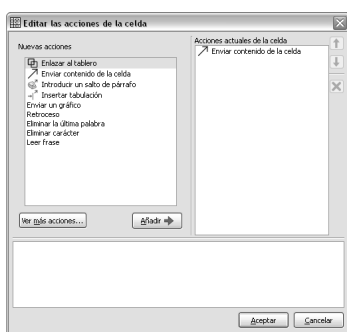 Editar las acciones de la celda
Nuevas acciones
Enlazar al tablero
Enviar contenido de la celda
Introducir un salto de párrafo
Insertar tabulación
Enviar un gráfico
Retroceso
Eliminar la última palabra
Eliminar carácter
Leer frase
Ver más acciones...
Añadir
Acciones actuales de la celda
Enviar contenido de la celda
Aceptar
Cancelar